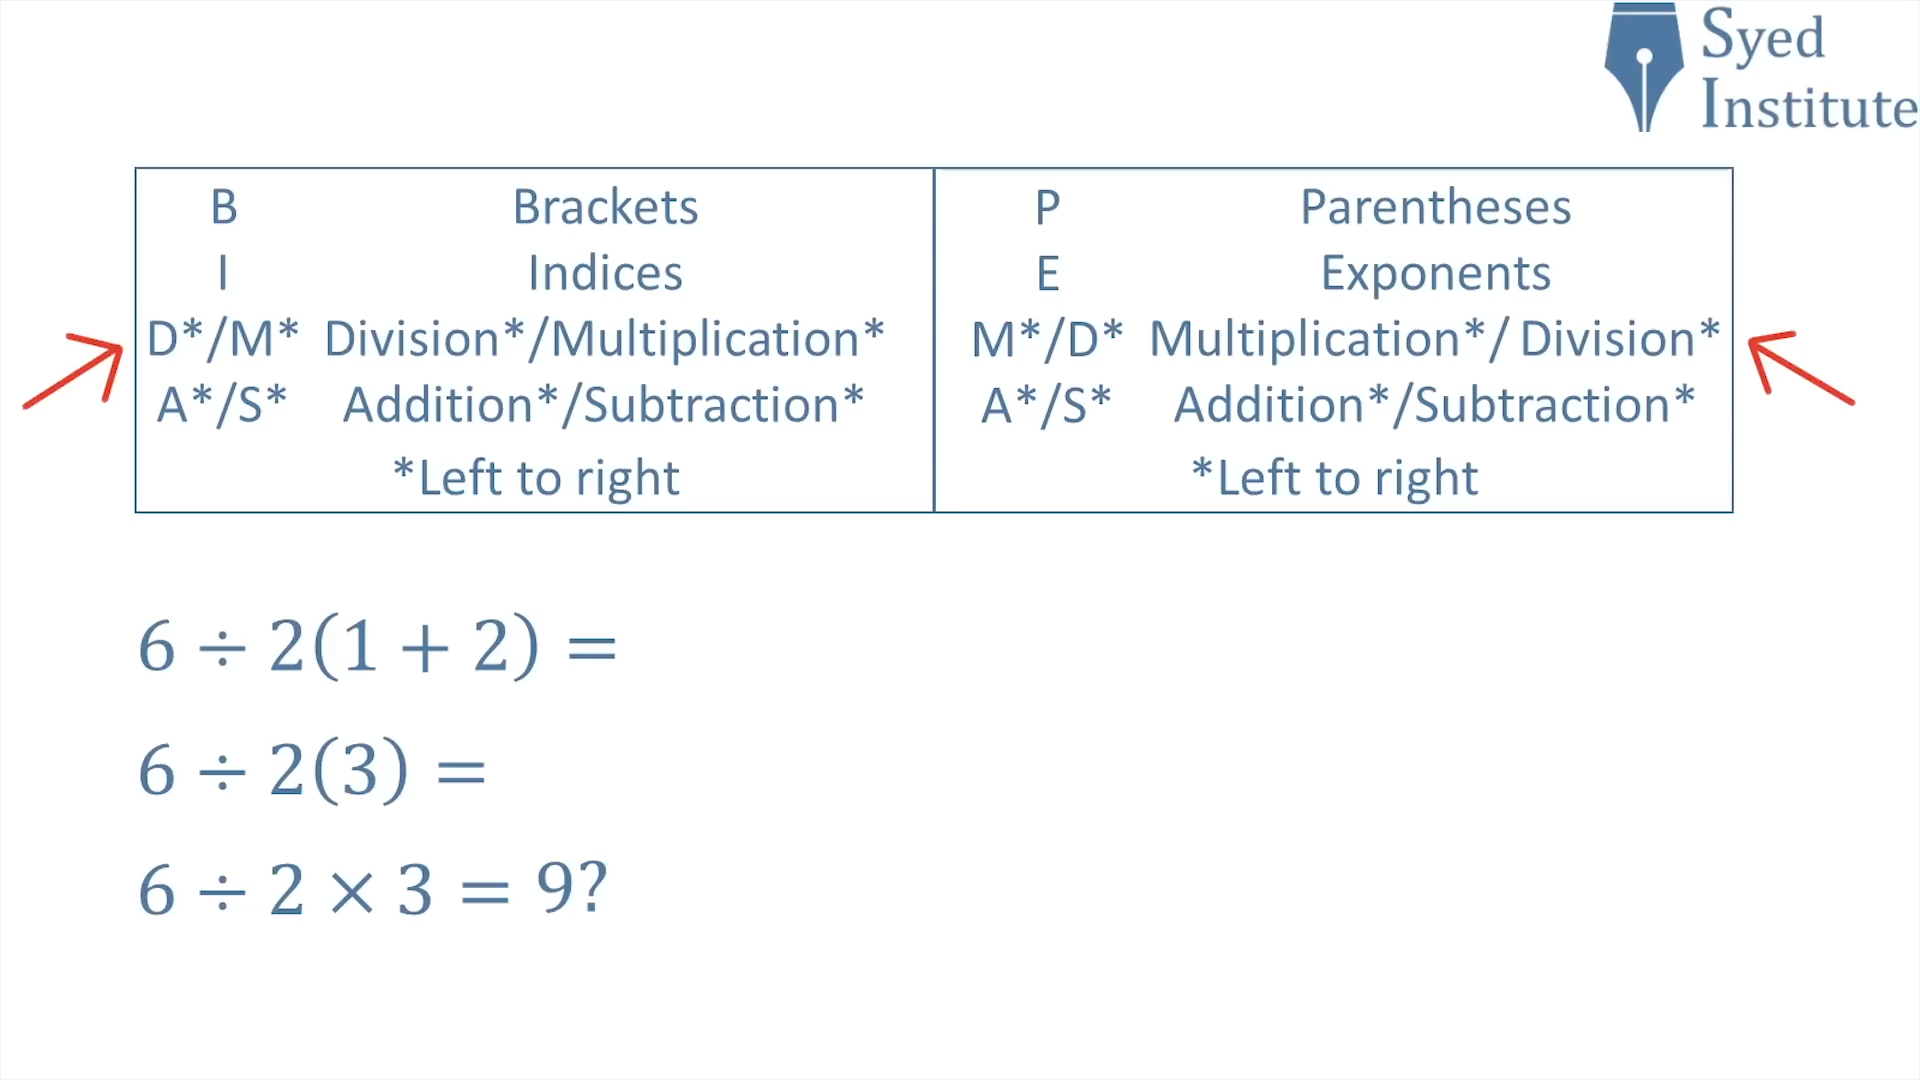 Syed
Institute
B Brackets
I Indices
D*/M* Division*/Multiplication*
A*/S* Addition*/Subtraction*
*Left to right
P Parentheses
E Exponents
M*/D* Multiplication*/ Division*
A*/S* Addition*/Subtraction*
*Left to right
6 ÷ 2(1 + 2) =
6 ÷ 2(3) =
6 ÷ 2 × 3 = 9?